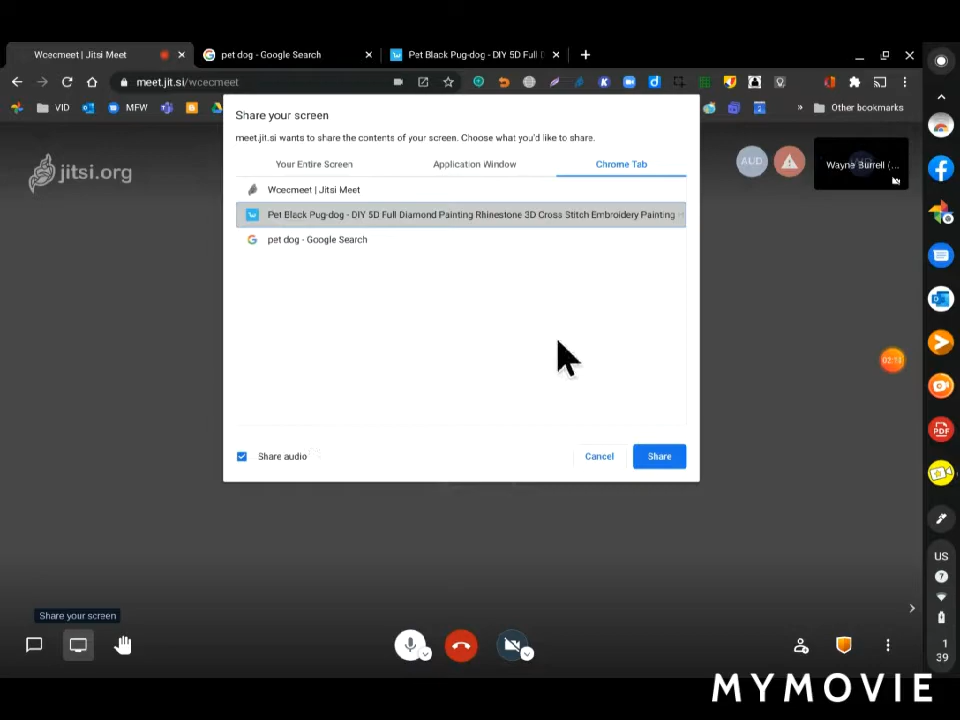 Wcecmeet | Jitsi Meet
pet dog - Google Search
Pet Black Pug-dog - DIY 5D Full
meet.jit.si/wcecmeet
VID
MFW
Other bookmarks
Share your screen
meet.jit.si wants to share the contents of your screen. Choose what you'd like to share.
Your Entire Screen
Application Window
Chrome Tab
jitsi.org
AUD
Wayne Burrell (...
Wcecmeet | Jitsi Meet
Pet Black Pug-dog - DIY 5D Full Diamond Painting Rhinestone 3D Cross Stitch Embroidery Painting
pet dog - Google Search
Share audio
Cancel
Share
PDF
US
Share your screen
1
39
MYMOVIE